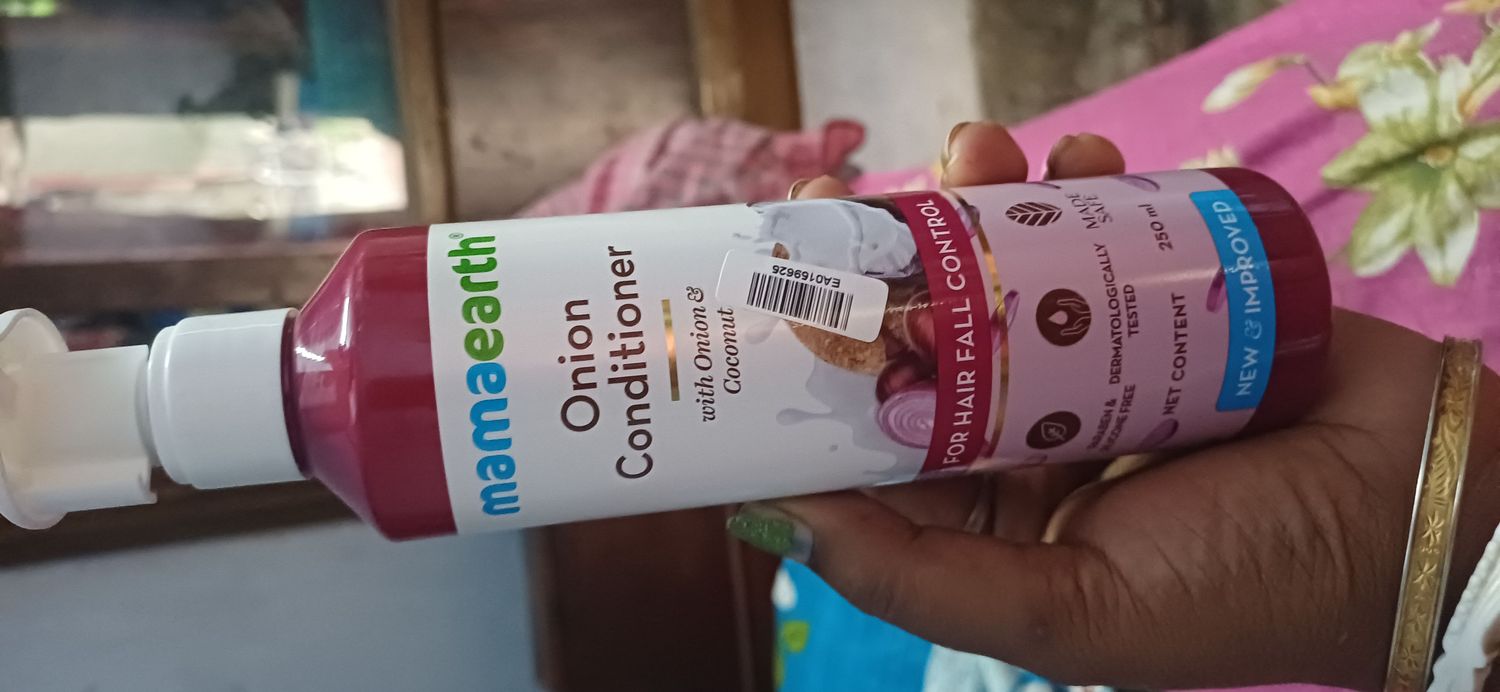 mamaearth®
Onion
Conditioner
with Onion &
Coconut
EA0159625
FOR HAIR FALL CONTROL
PARABEN &
SILICONE FREE
DERMATOLOGICALLY
TESTED
MADE
SAFE
NET CONTENT 250 ml
NEW & IMPROVED